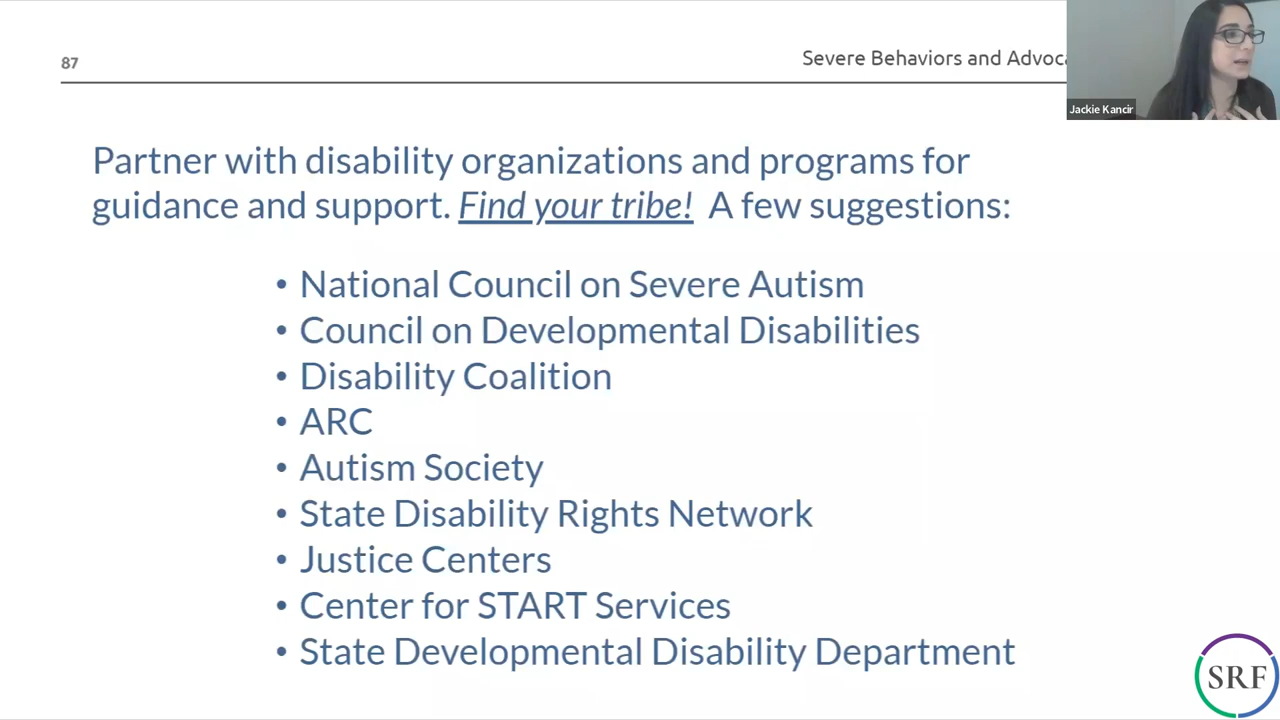 87
Severe Behaviors and Advoca
Jackie Kancir
Partner with disability organizations and programs for
guidance and support. Find your tribe! A few suggestions:
• National Council on Severe Autism
• Council on Developmental Disabilities
• Disability Coalition
• ARC
• Autism Society
• State Disability Rights Network
• Justice Centers
• Center for START Services
• State Developmental Disability Department
SRF